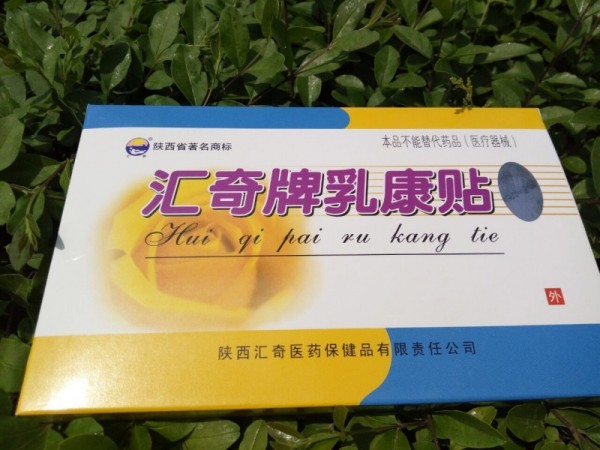 陕西省著名商标
本品不能替代药品（医疗器械）
汇奇牌乳康贴
Hui qi pai ru kang tie
外
陕西汇奇医药保健品有限责任公司